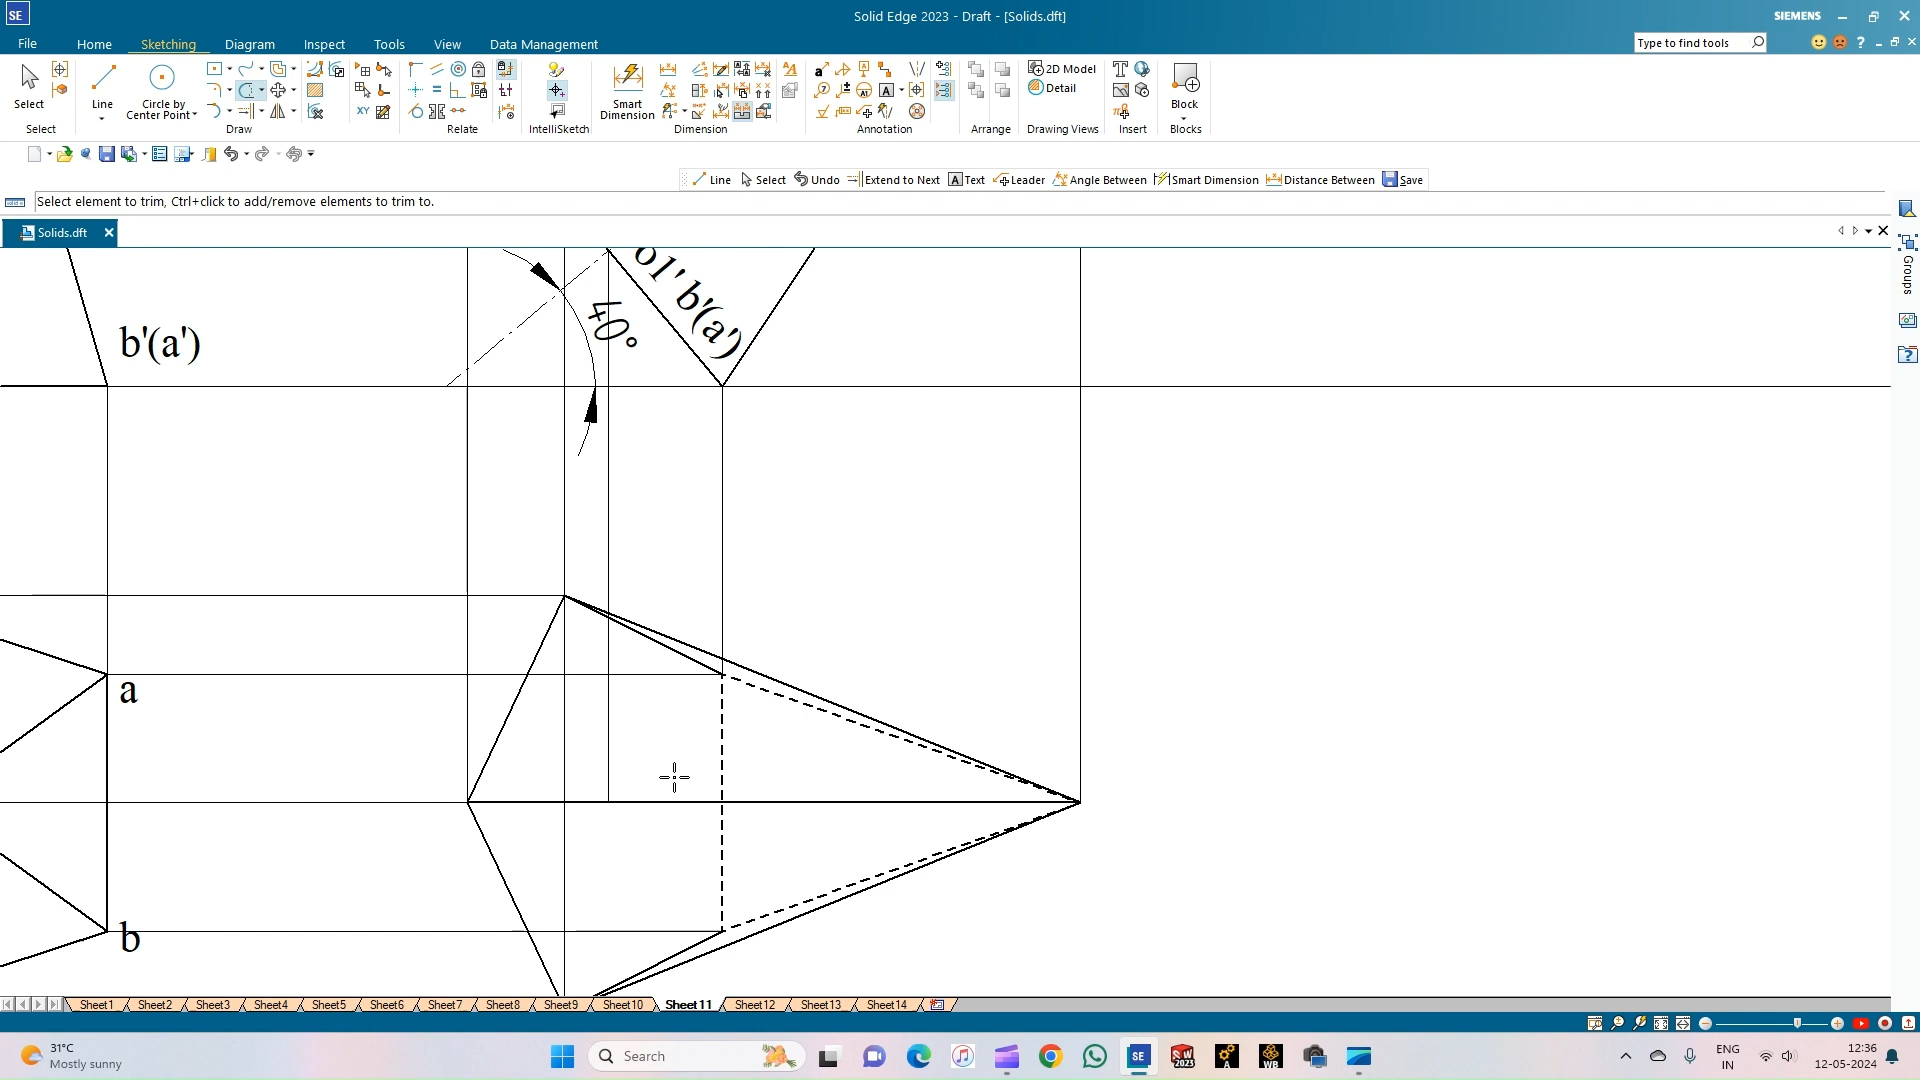 SE
Solid Edge 2023 - Draft - [Solids.dft]
SIEMENS
File Home Sketching Diagram Inspect Tools View Data Management
Type to find tools
Select
Line
Circle by
Center Point
Smart
Dimension
2D Model
Detail
Block
Select Draw Relate IntelliSketch Dimension Annotation Arrange Drawing Views Insert Blocks
Line Select Undo Extend to Next Text Leader Angle Between Smart Dimension Distance Between Save
Select element to trim, Ctrl+click to add/remove elements to trim to.
Solids.dft
Groups
o1' b'(a')
40°
b'(a')
a
b
Sheet1 Sheet2 Sheet3 Sheet4 Sheet5 Sheet6 Sheet7 Sheet8 Sheet9 Sheet10 Sheet11 Sheet12 Sheet13 Sheet14
31°C
Mostly sunny
Search
ENG
IN
12:36
12-05-2024